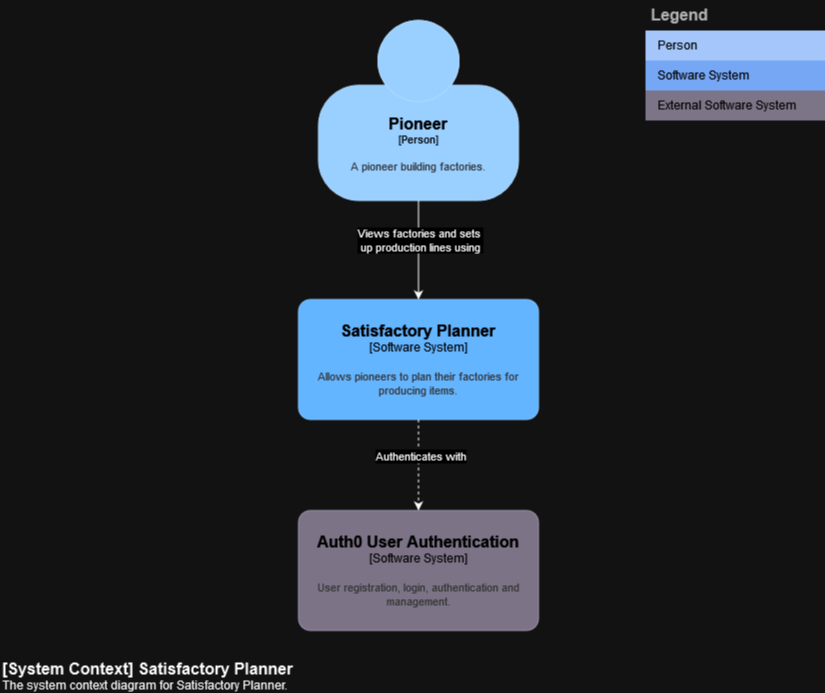 Legend
Person
Software System
External Software System
Pioneer
[Person]
A pioneer building factories.
Views factories and sets
up production lines using
Satisfactory Planner
[Software System]
Allows pioneers to plan their factories for
producing items.
Authenticates with
Auth0 User Authentication
[Software System]
User registration, login, authentication and
management.
[System Context] Satisfactory Planner
The system context diagram for Satisfactory Planner.